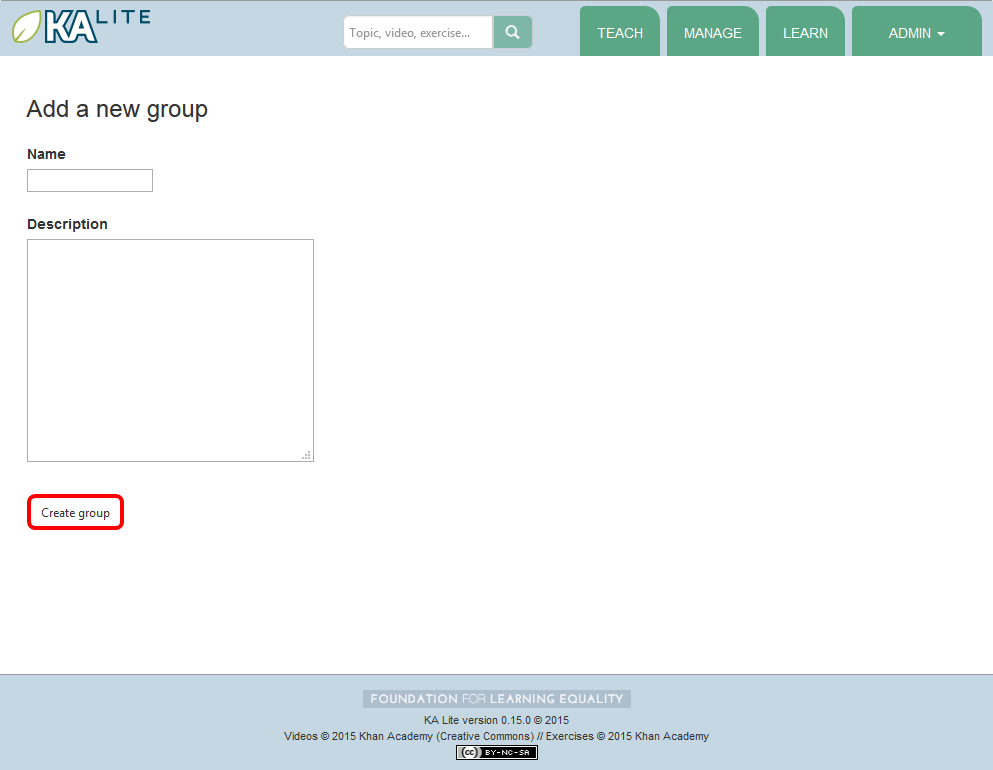 KA LITE
Topic, video, exercise...
TEACH
MANAGE
LEARN
ADMIN
Add a new group
Name
Description
Create group
FOUNDATION FOR LEARNING EQUALITY
KA Lite version 0.15.0 © 2015
Videos © 2015 Khan Academy (Creative Commons) // Exercises © 2015 Khan Academy
cc BY-NC-SA